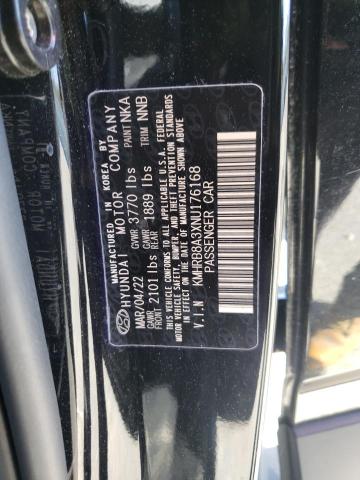 MANUFACTURED IN KOREA BY
HYUNDAI MOTOR COMPANY
MAR/04/22 GVWR 3770 lbs PAINT NKA
GAWR FRONT 2101 lbs GAWR REAR 1889 lbs TRIM NNB
THIS VEHICLE CONFORMS TO ALL APPLICABLE U.S.A. FEDERAL
MOTOR VEHICLE SAFETY, BUMPER, AND THEFT PREVENTION STANDARDS
IN EFFECT ON THE DATE OF MANUFACTURE SHOWN ABOVE.
V.I.N KMHRB8A3XNU176168
PASSENGER CAR